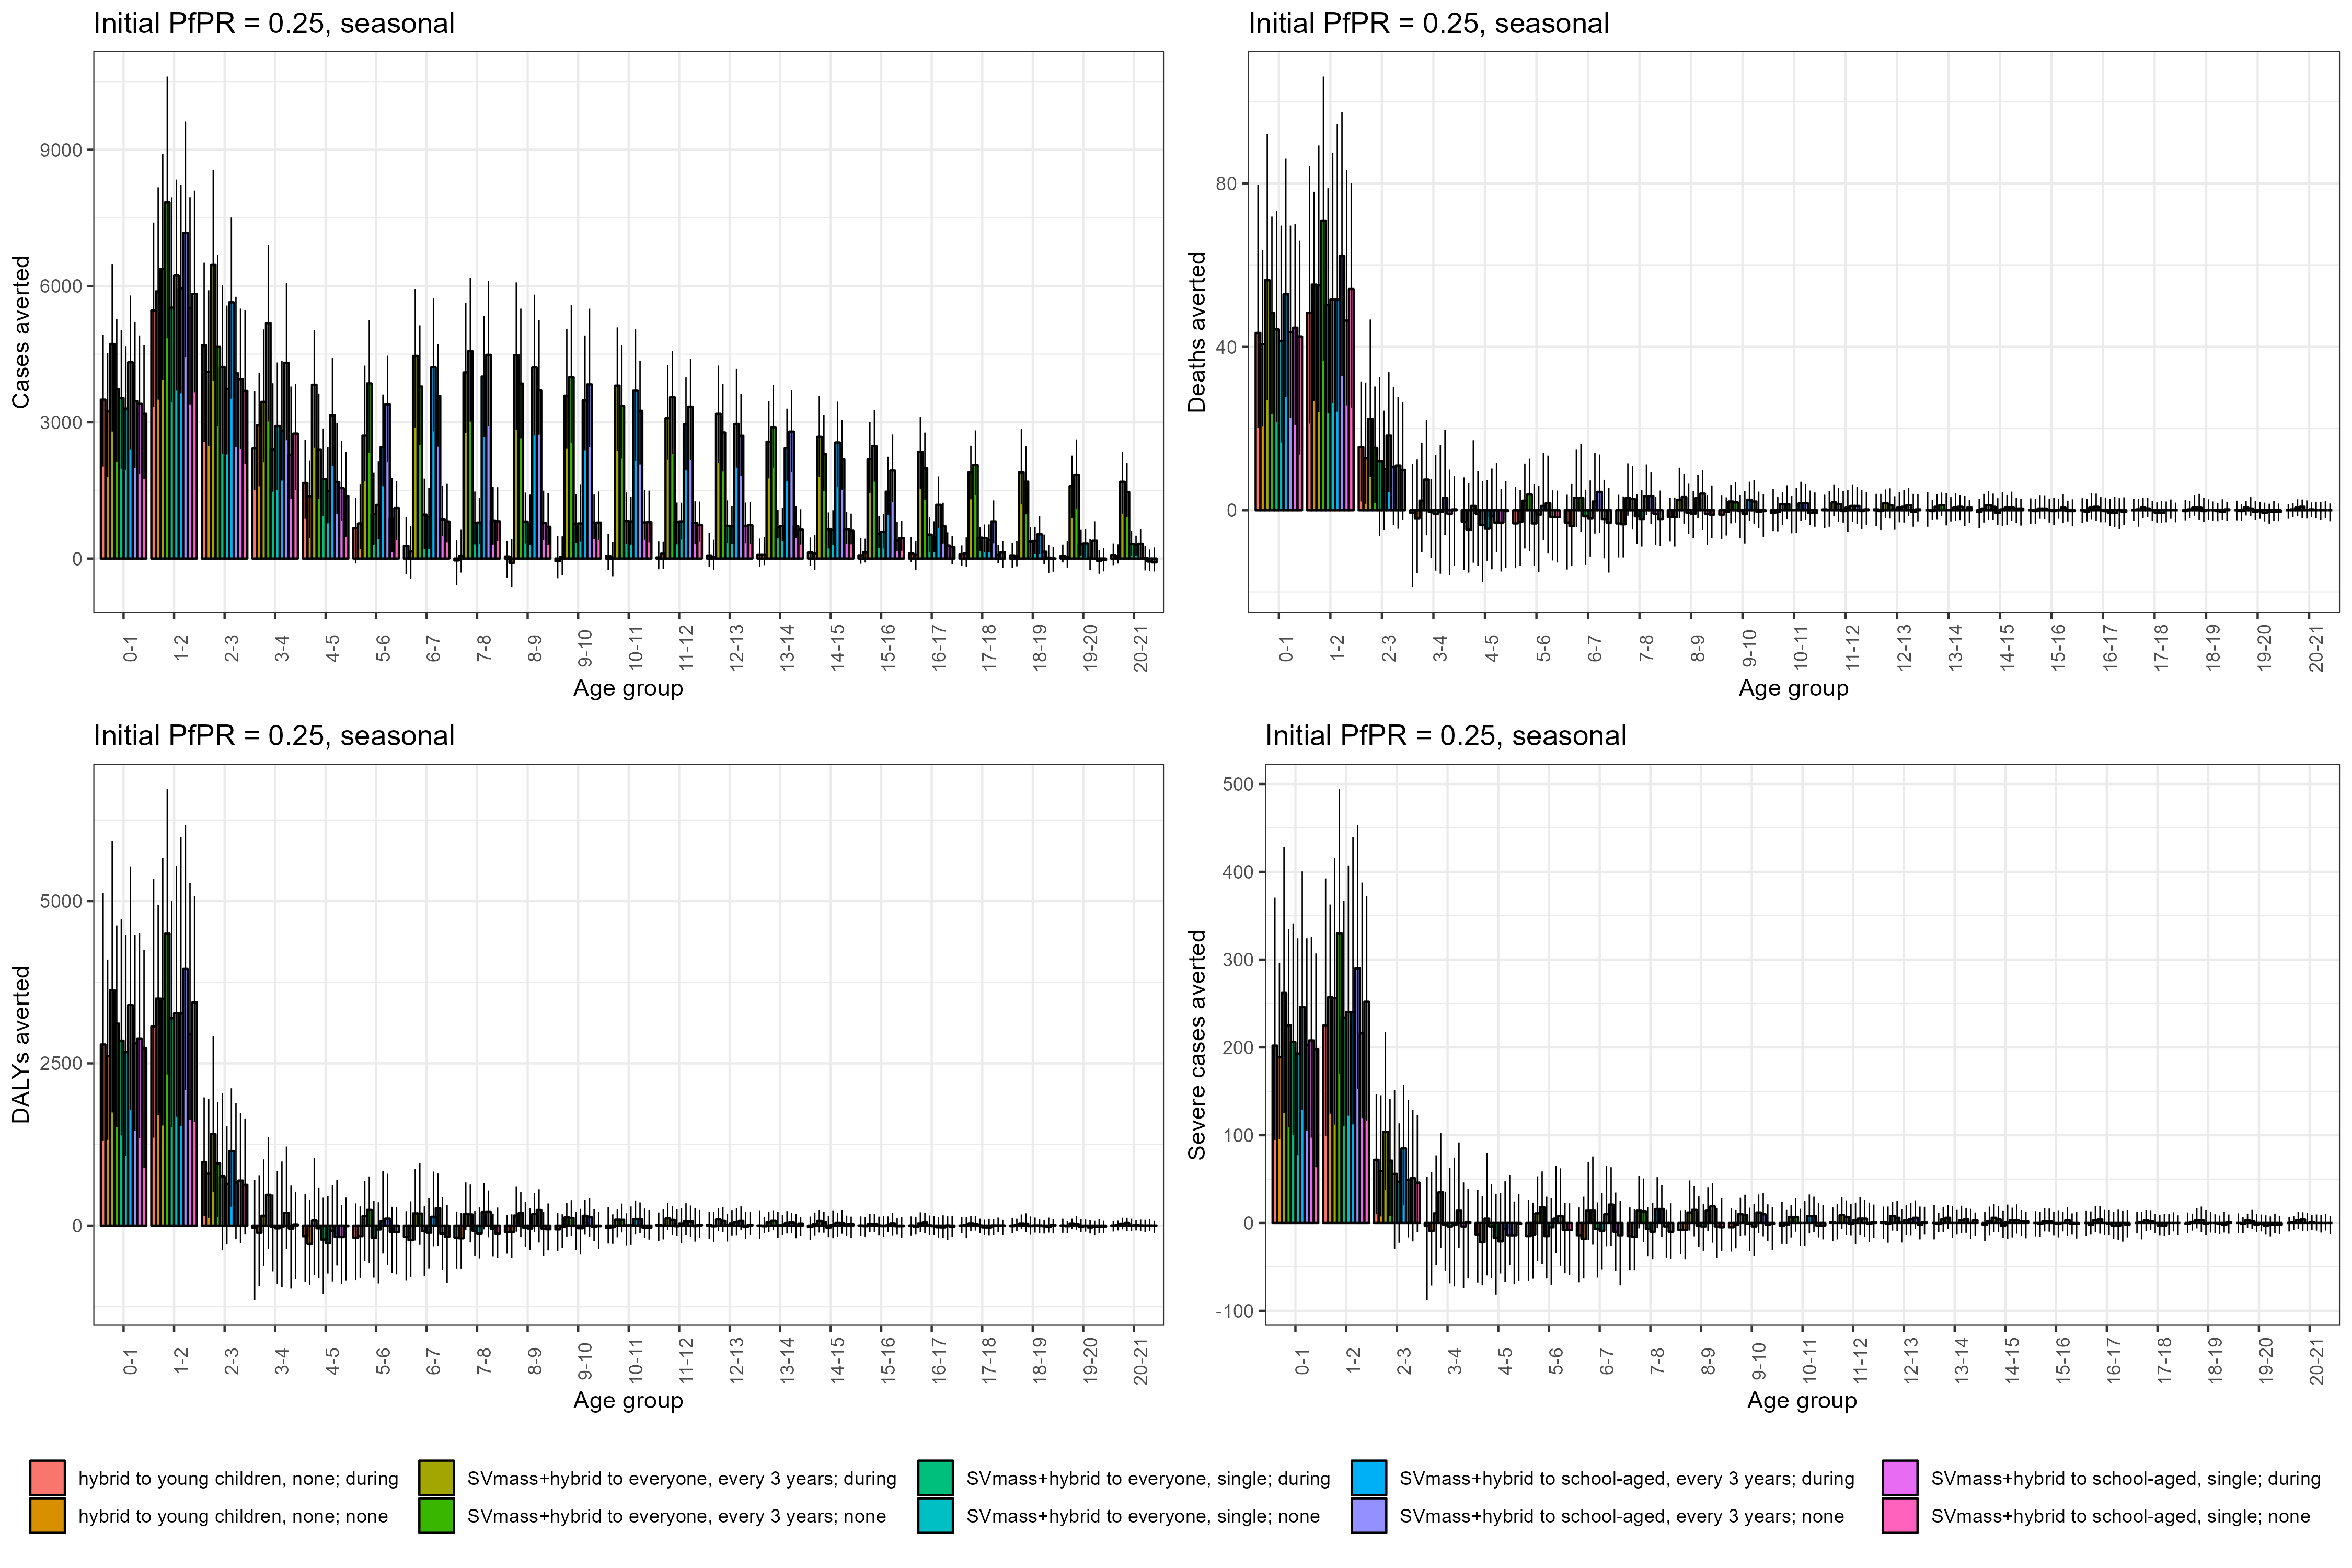 Initial PfPR = 0.25, seasonal
Cases averted
9000
6000
3000
0
0-1 1-2 2-3 3-4 4-5 5-6 6-7 7-8 8-9 9-10 10-11 11-12 12-13 13-14 14-15 15-16 16-17 17-18 18-19 19-20 20-21
Age group
Initial PfPR = 0.25, seasonal
Deaths averted
80
40
0
0-1 1-2 2-3 3-4 4-5 5-6 6-7 7-8 8-9 9-10 10-11 11-12 12-13 13-14 14-15 15-16 16-17 17-18 18-19 19-20 20-21
Age group
Initial PfPR = 0.25, seasonal
DALYs averted
5000
2500
0
0-1 1-2 2-3 3-4 4-5 5-6 6-7 7-8 8-9 9-10 10-11 11-12 12-13 13-14 14-15 15-16 16-17 17-18 18-19 19-20 20-21
Age group
Initial PfPR = 0.25, seasonal
Severe cases averted
500
400
300
200
100
0
-100
0-1 1-2 2-3 3-4 4-5 5-6 6-7 7-8 8-9 9-10 10-11 11-12 12-13 13-14 14-15 15-16 16-17 17-18 18-19 19-20 20-21
Age group
hybrid to young children, none; during
hybrid to young children, none; none
SVmass+hybrid to everyone, every 3 years; during
SVmass+hybrid to everyone, every 3 years; none
SVmass+hybrid to everyone, single; during
SVmass+hybrid to everyone, single; none
SVmass+hybrid to school-aged, every 3 years; during
SVmass+hybrid to school-aged, every 3 years; none
SVmass+hybrid to school-aged, single; during
SVmass+hybrid to school-aged, single; none